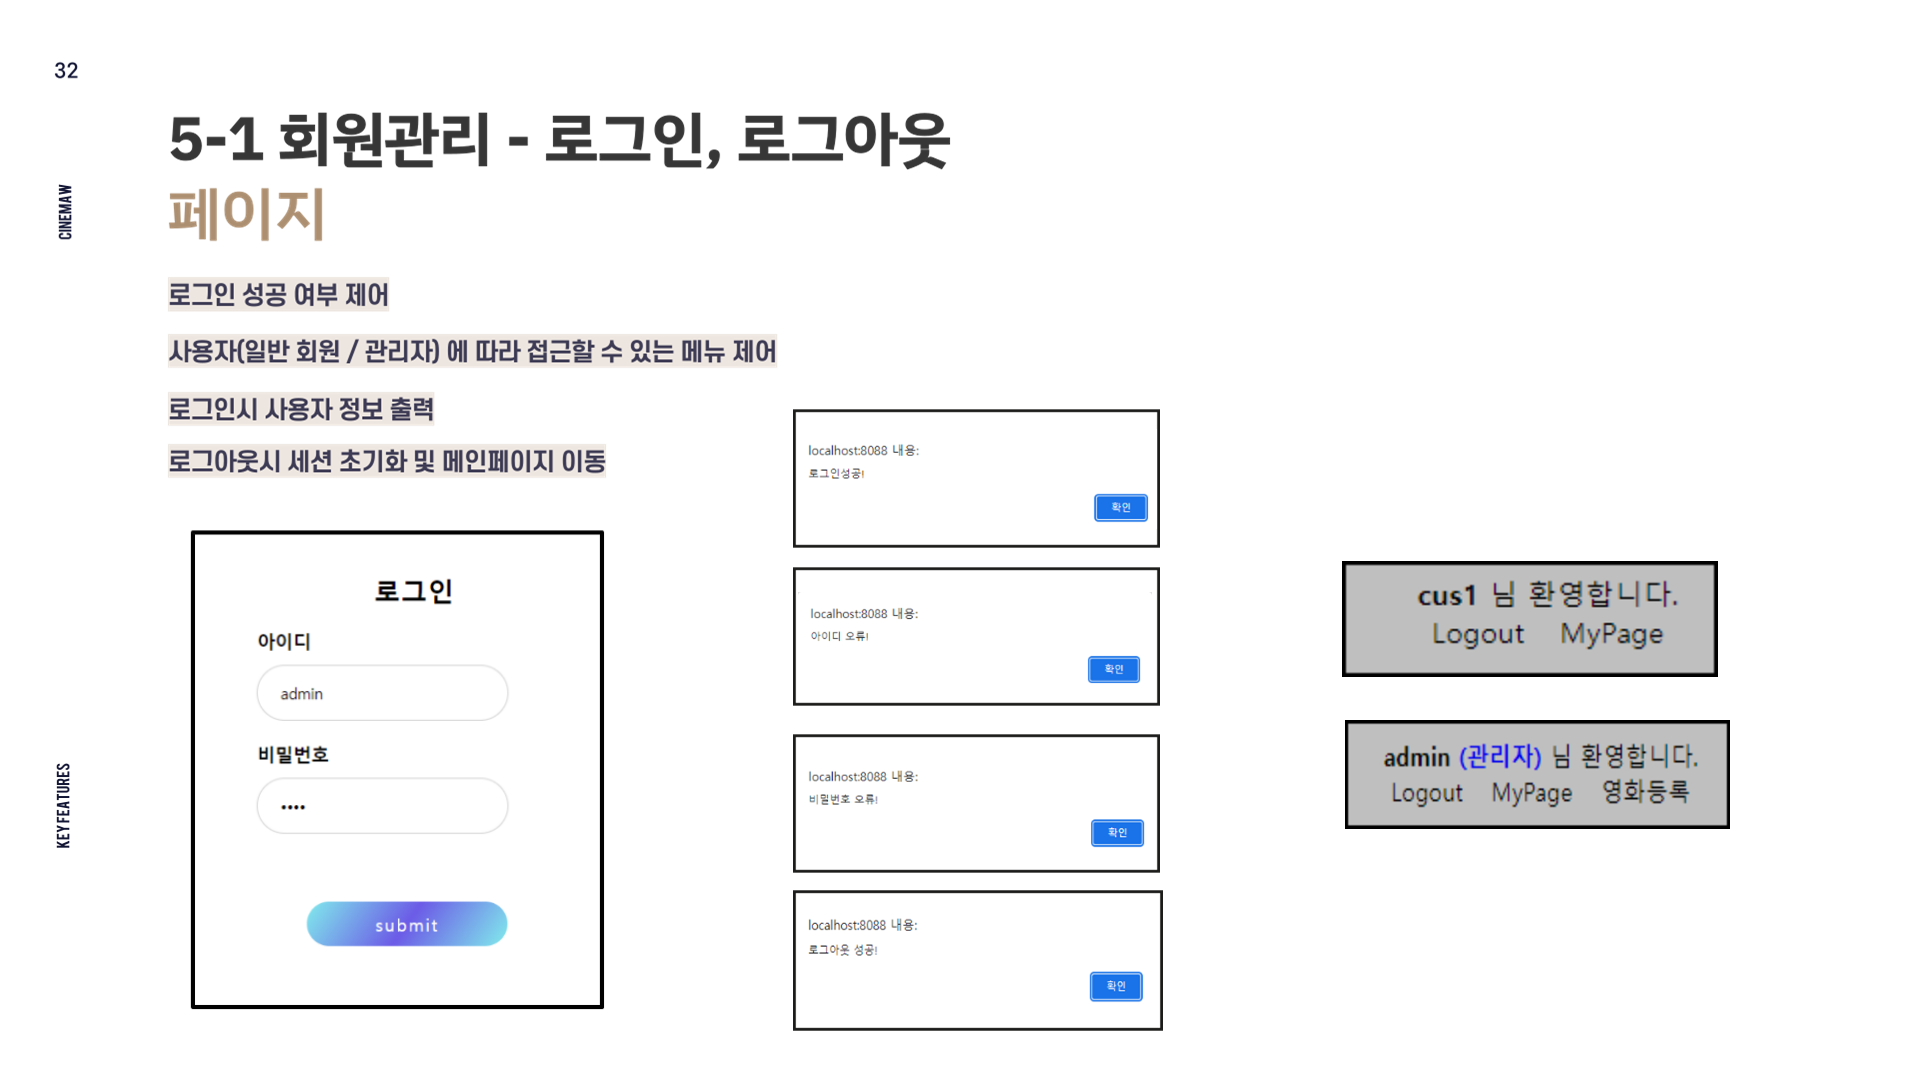 32
5-1 회원관리 - 로그인, 로그아웃
페이지
CINEMAW
로그인 성공 여부 제어
사용자(일반 회원 / 관리자) 에 따라 접근할 수 있는 메뉴 제어
로그인시 사용자 정보 출력
로그아웃시 세션 초기화 및 메인페이지 이동
KEY FEATURES
로그인
아이디
admin
비밀번호
••••
submit
localhost:8088 내용:
로그인성공!
확인
localhost:8088 내용:
아이디 오류!
확인
localhost:8088 내용:
비밀번호 오류!
확인
localhost:8088 내용:
로그아웃 성공!
확인
cus1 님 환영합니다.
Logout MyPage
admin (관리자) 님 환영합니다.
Logout MyPage 영화등록